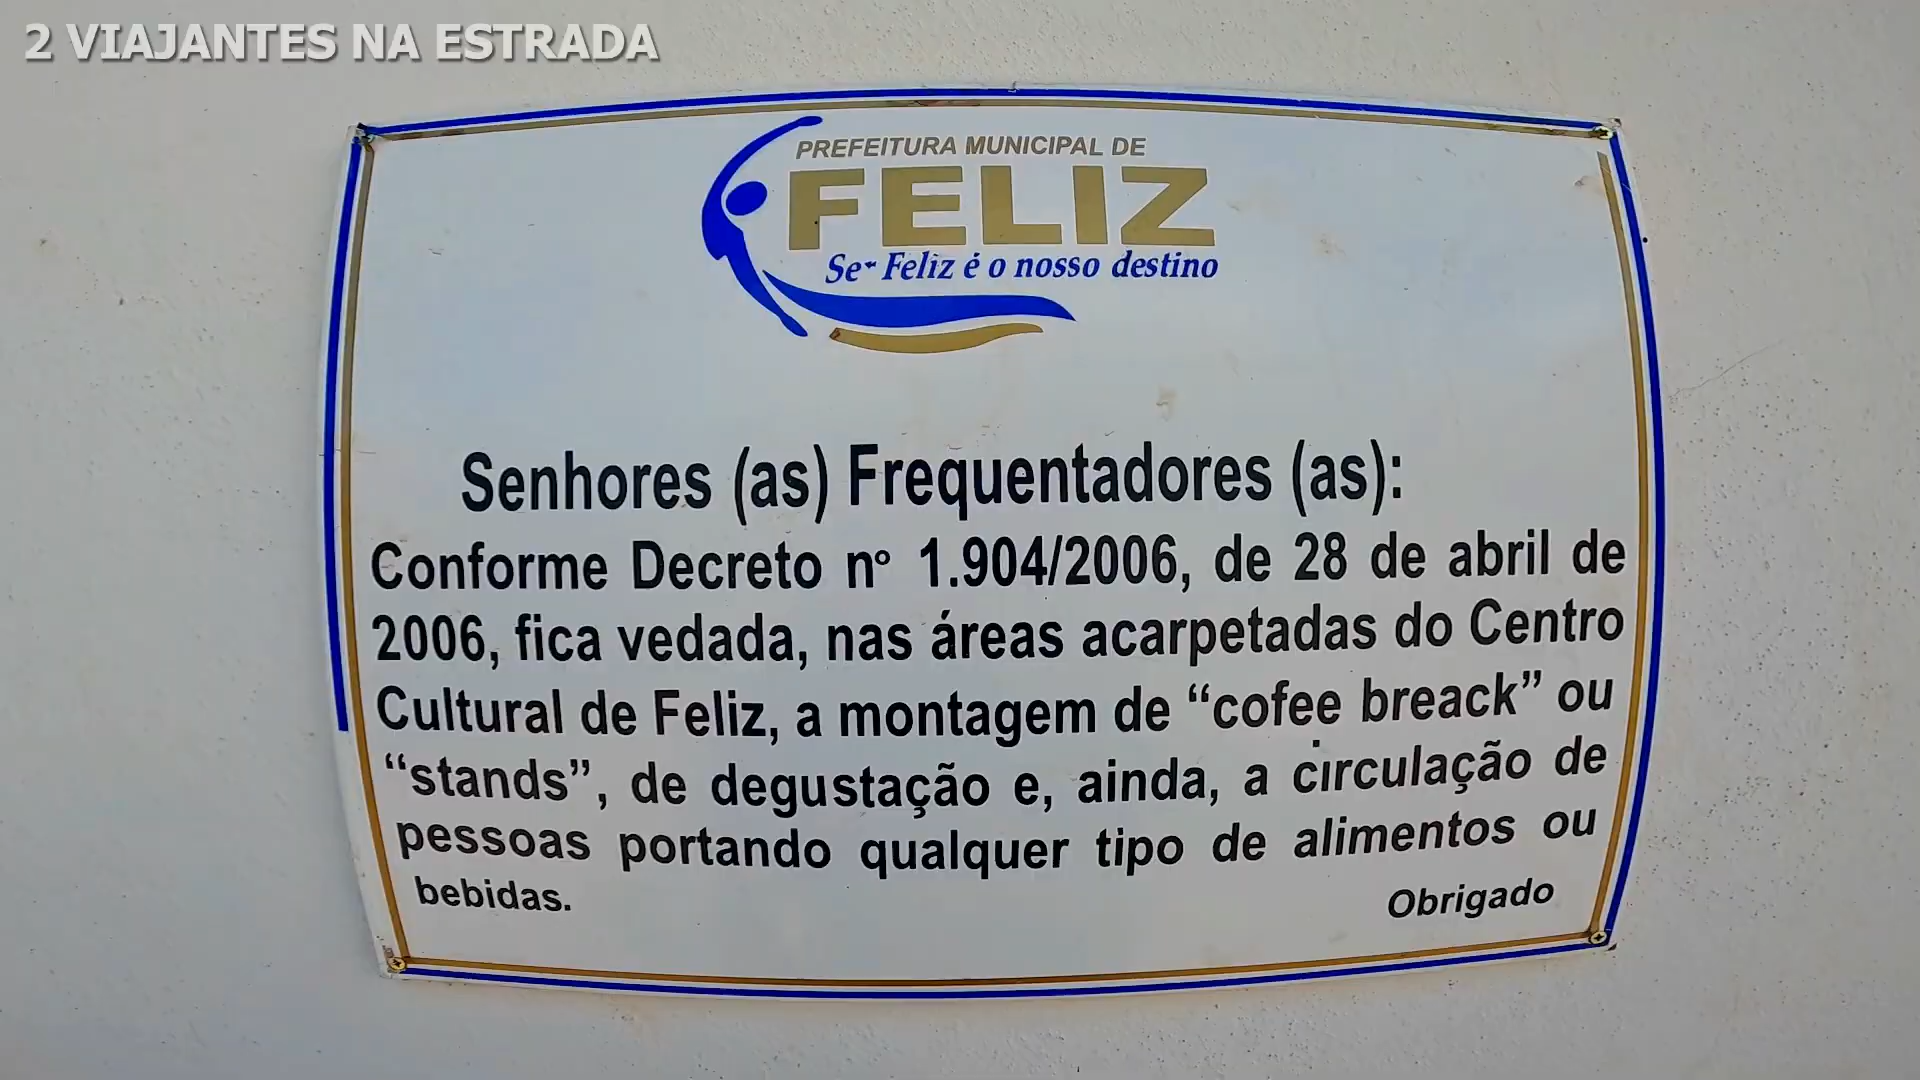 2 VIAJANTES NA ESTRADA
PREFEITURA MUNICIPAL DE
FELIZ
Ser Feliz é o nosso destino
Senhores (as) Frequentadores (as):
Conforme Decreto nº 1.904/2006, de 28 de abril de
2006, fica vedada, nas áreas acarpetadas do Centro
Cultural de Feliz, a montagem de “cofee breack” ou
“stands”, de degustação e, ainda, a circulação de
pessoas portando qualquer tipo de alimentos ou
bebidas. Obrigado